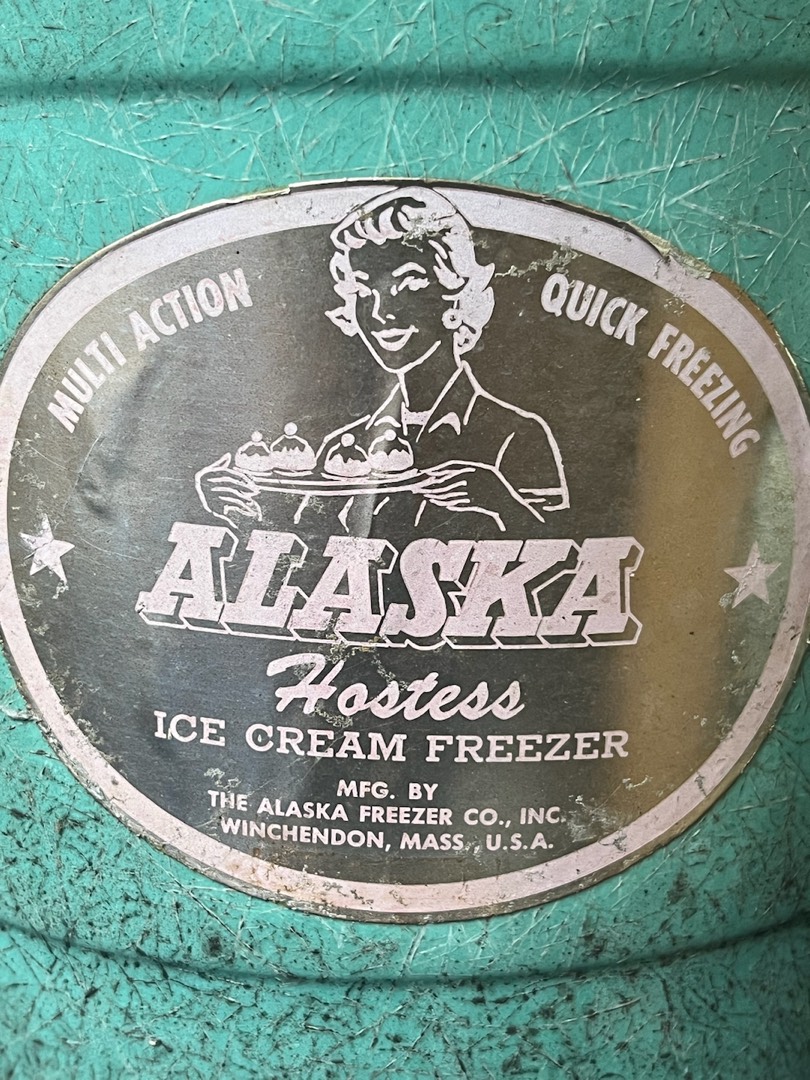 MULTI ACTION
QUICK FREEZING
ALASKA
Hostess
ICE CREAM FREEZER
MFG. BY
THE ALASKA FREEZER CO., INC.
WINCHENDON, MASS., U.S.A.